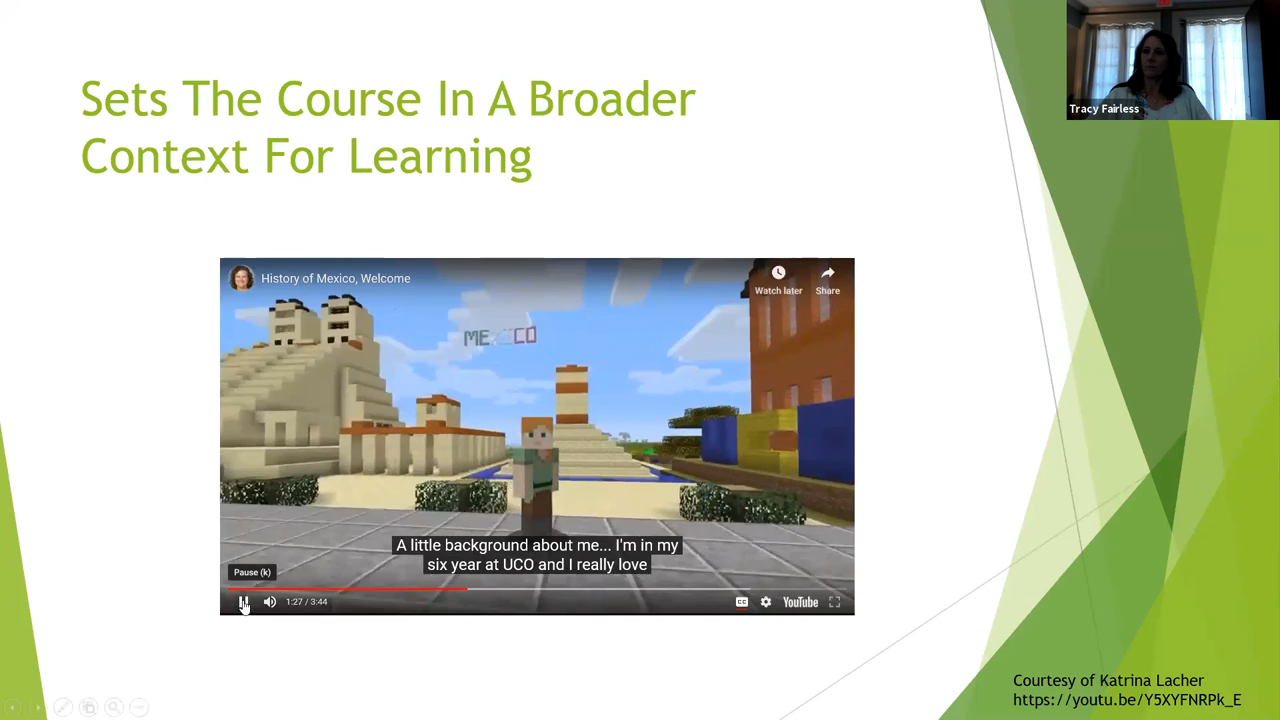 Sets The Course In A Broader
Context For Learning
Tracy Fairless
History of Mexico, Welcome
Watch later
Share
MEXICO
A little background about me... I'm in my
six year at UCO and I really love
Pause (k)
1:27 / 3:44
CC
YouTube
Courtesy of Katrina Lacher
https://youtu.be/Y5XYFNRPk_E